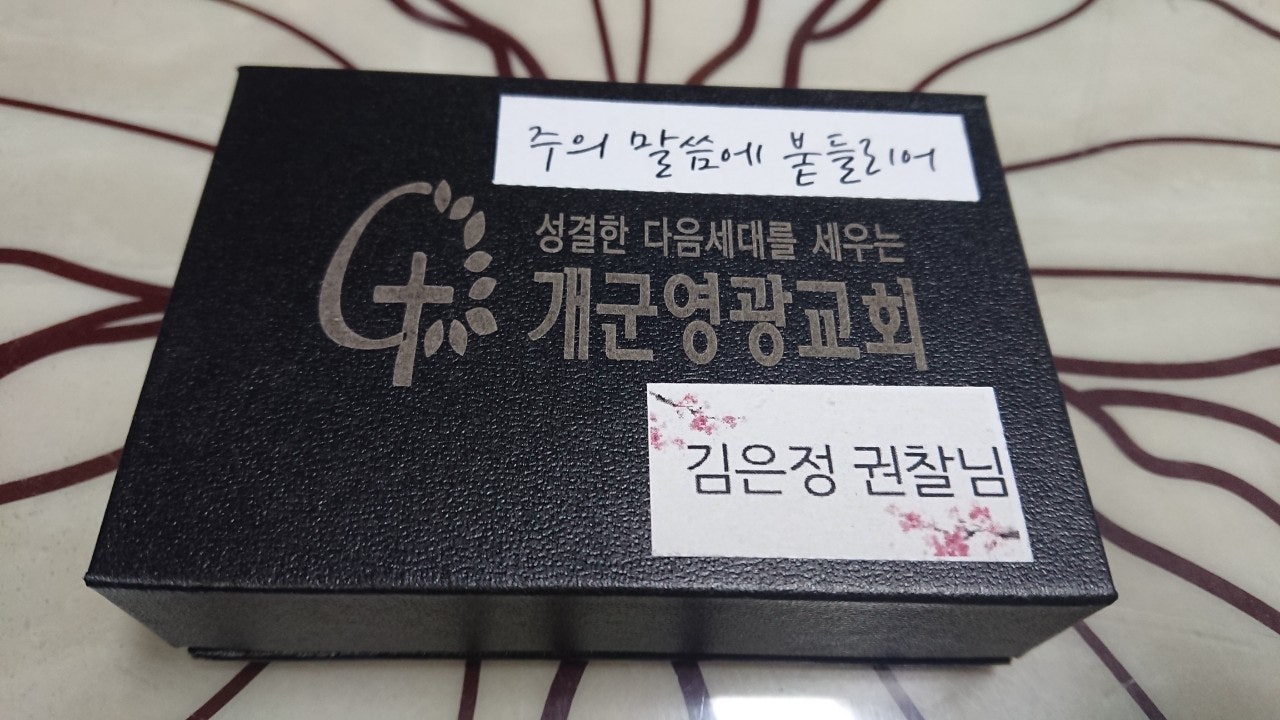 주의 말씀에 붙들리어
성결한 다음세대를 세우는
개군영광교회
김은정 권찰님